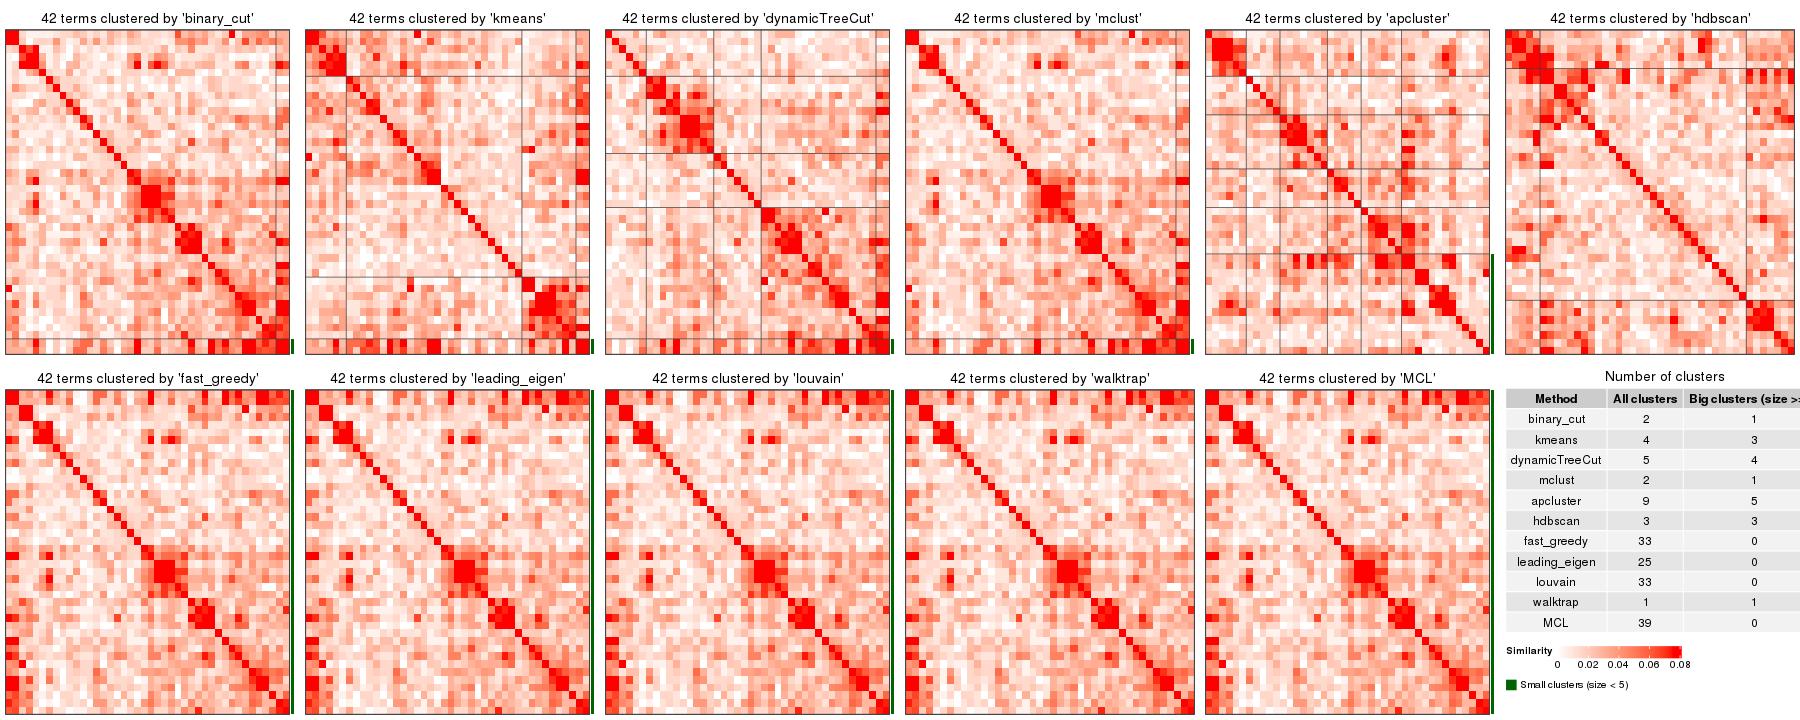 42 terms clustered by 'binary_cut'
42 terms clustered by 'kmeans'
42 terms clustered by 'dynamicTreeCut'
42 terms clustered by 'mclust'
42 terms clustered by 'apcluster'
42 terms clustered by 'hdbscan'
42 terms clustered by 'fast_greedy'
42 terms clustered by 'leading_eigen'
42 terms clustered by 'louvain'
42 terms clustered by 'walktrap'
42 terms clustered by 'MCL'
Number of clusters
Method All clusters Big clusters (size >=
binary_cut 2 1
kmeans 4 3
dynamicTreeCut 5 4
mclust 2 1
apcluster 9 5
hdbscan 3 3
fast_greedy 33 0
leading_eigen 25 0
louvain 33 0
walktrap 1 1
MCL 39 0
Similarity
0 0.02 0.04 0.06 0.08
Small clusters (size < 5)